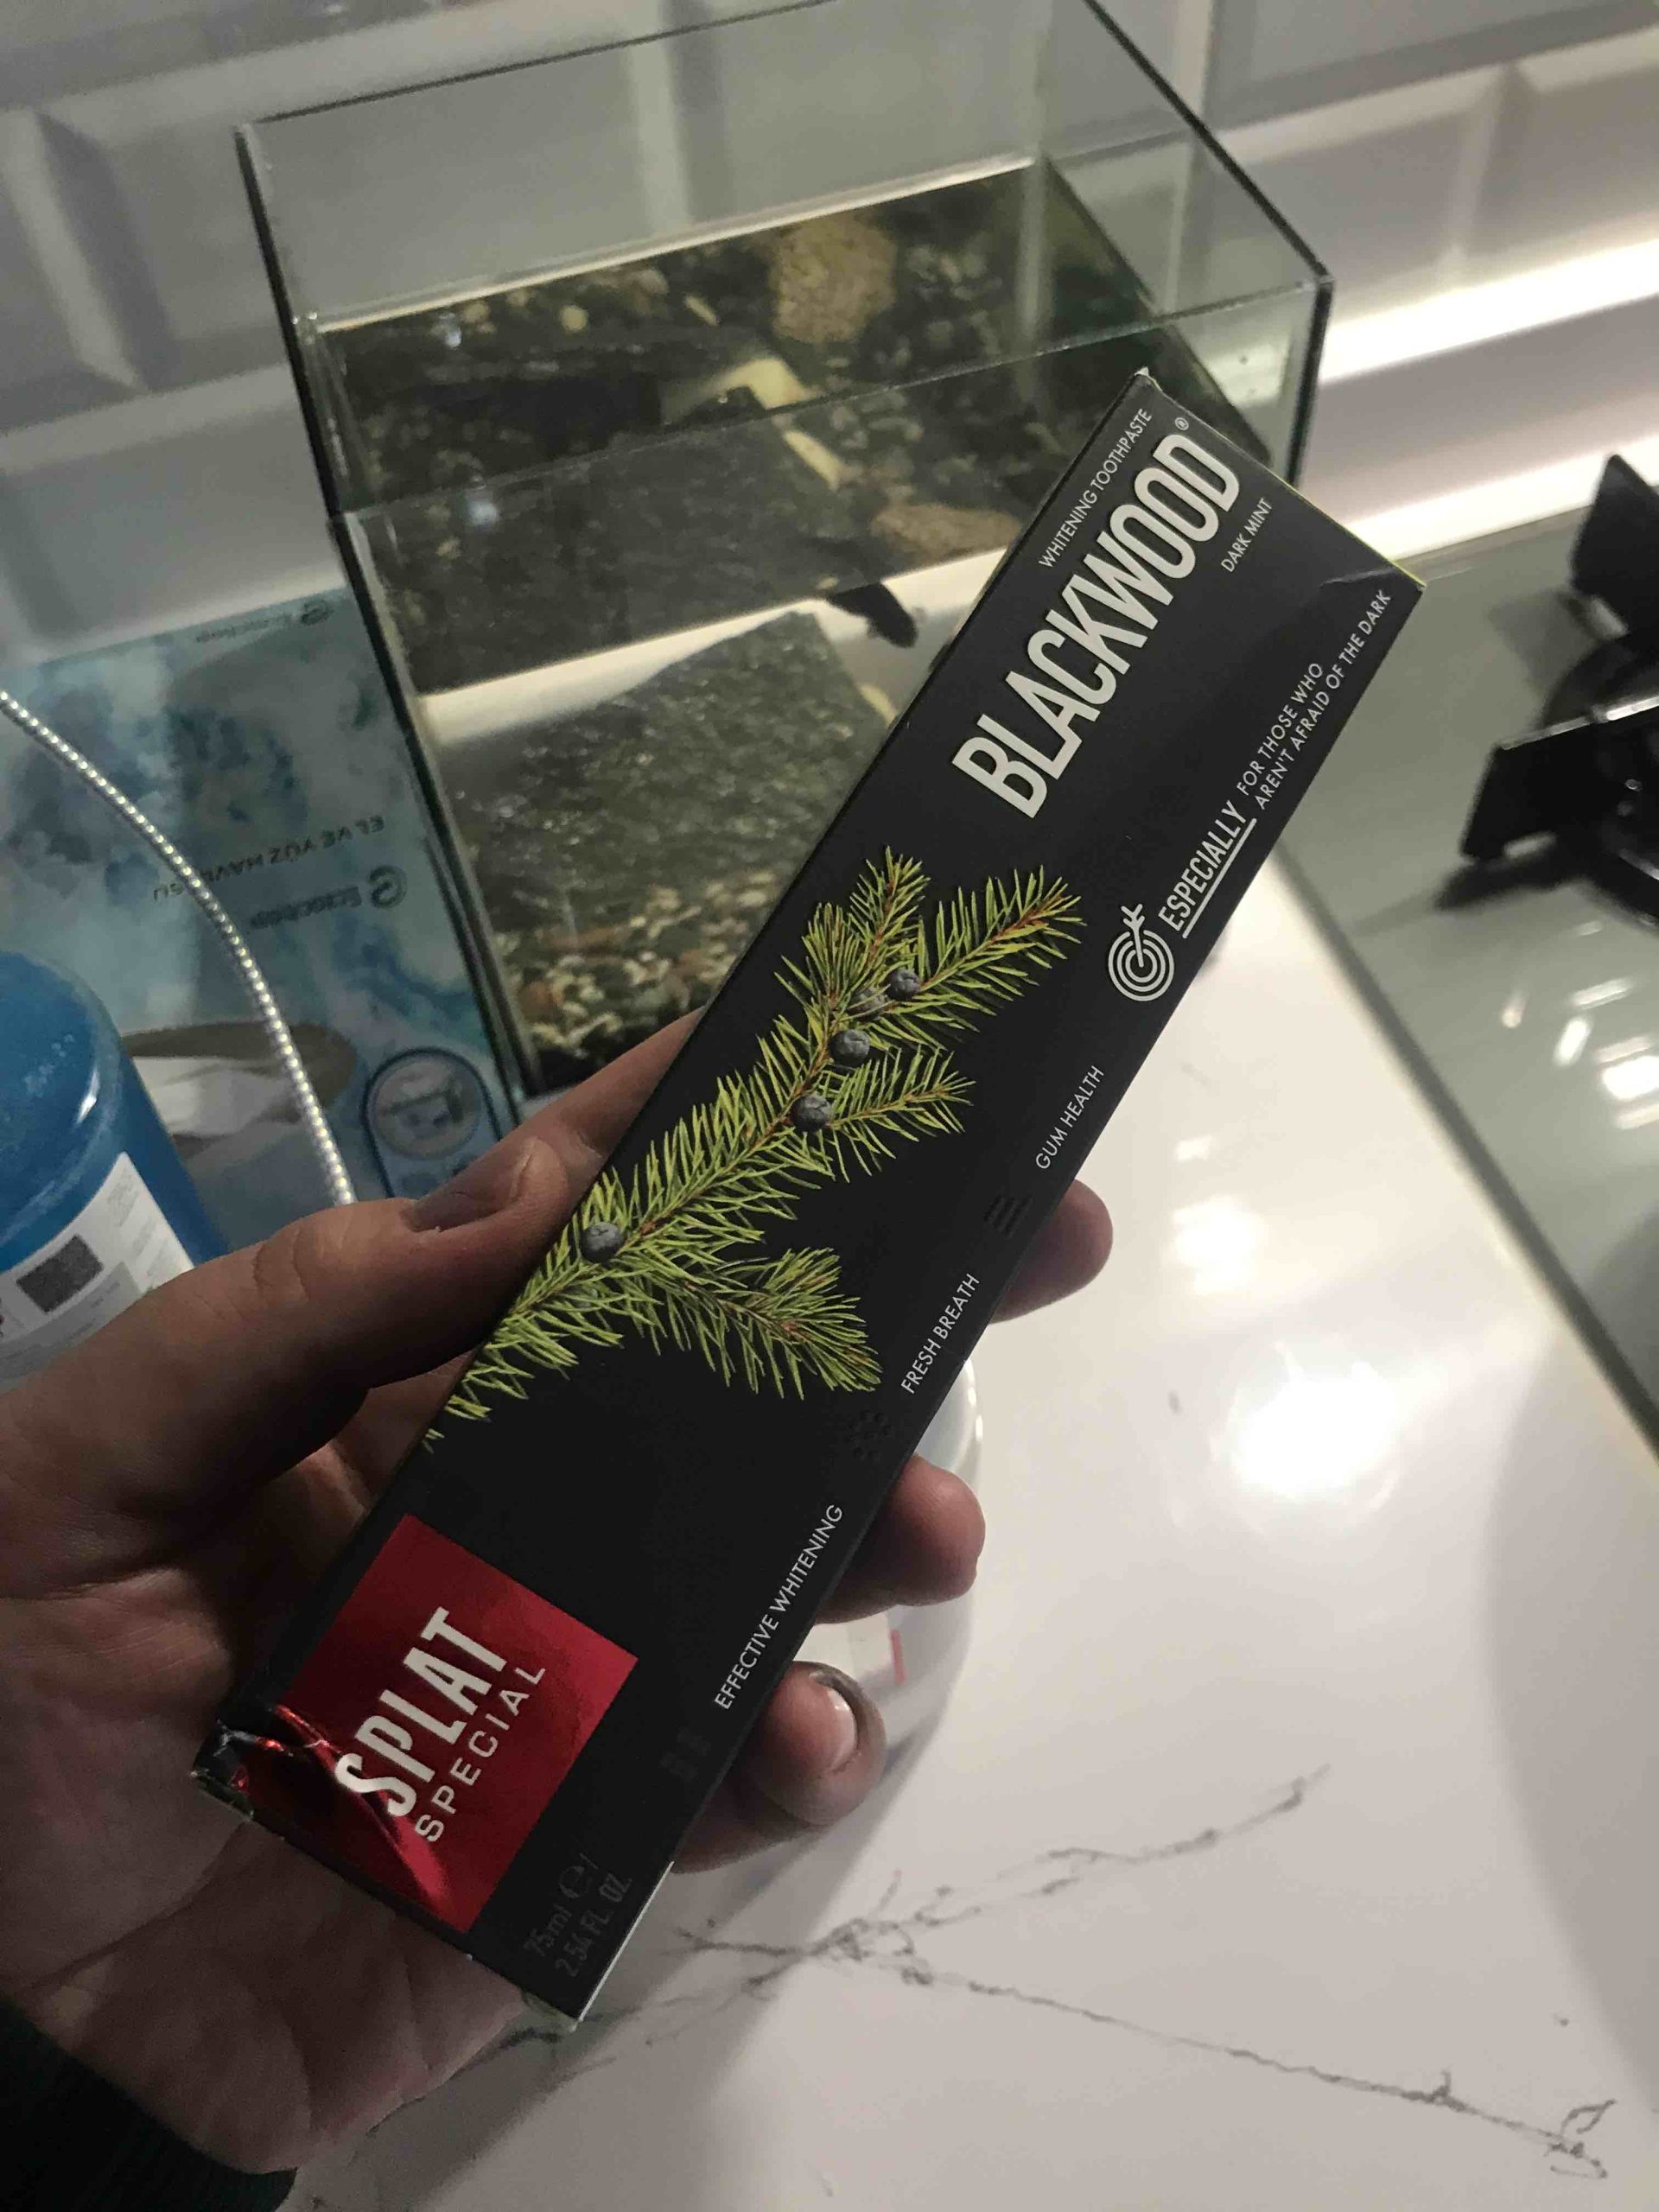 WHITENING TOOTHPASTE
BLACKWOOD®
DARK MINT
ESPECIALLY FOR THOSE WHO
AREN'T AFRAID OF THE DARK
GUM HEALTH
FRESH BREATH
EFFECTIVE WHITENING
SPLAT
SPECIAL
75ml ℮ /
2.54 FL. OZ.
EL VE YÜZ HAVLUSU